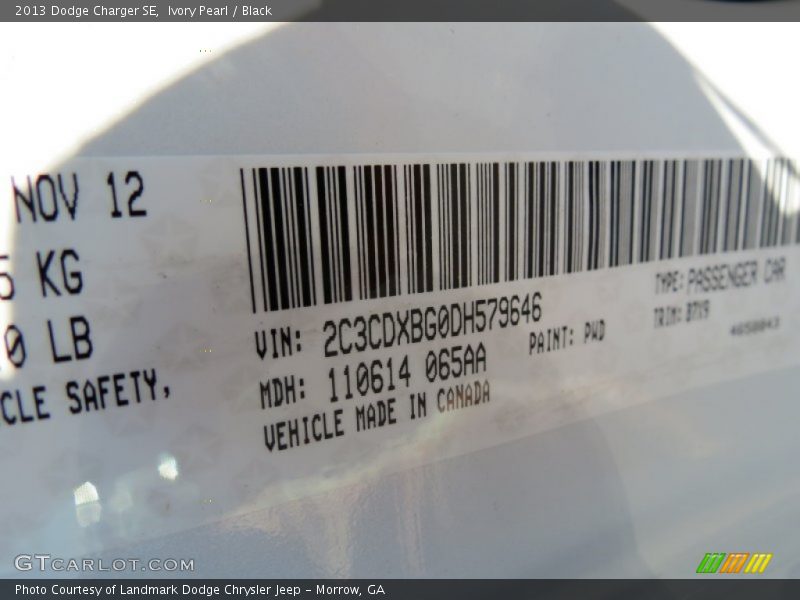 2013 Dodge Charger SE, Ivory Pearl / Black
NOV 12
5 KG
0 LB
CLE SAFETY,
VIN: 2C3CDXBG0DH579646
MDH: 110614 065AA
VEHICLE MADE IN CANADA
PAINT: PWD
TYPE: PASSENGER CAR
TRIM:
GTCARLOT.COM
Photo Courtesy of Landmark Dodge Chrysler Jeep - Morrow, GA